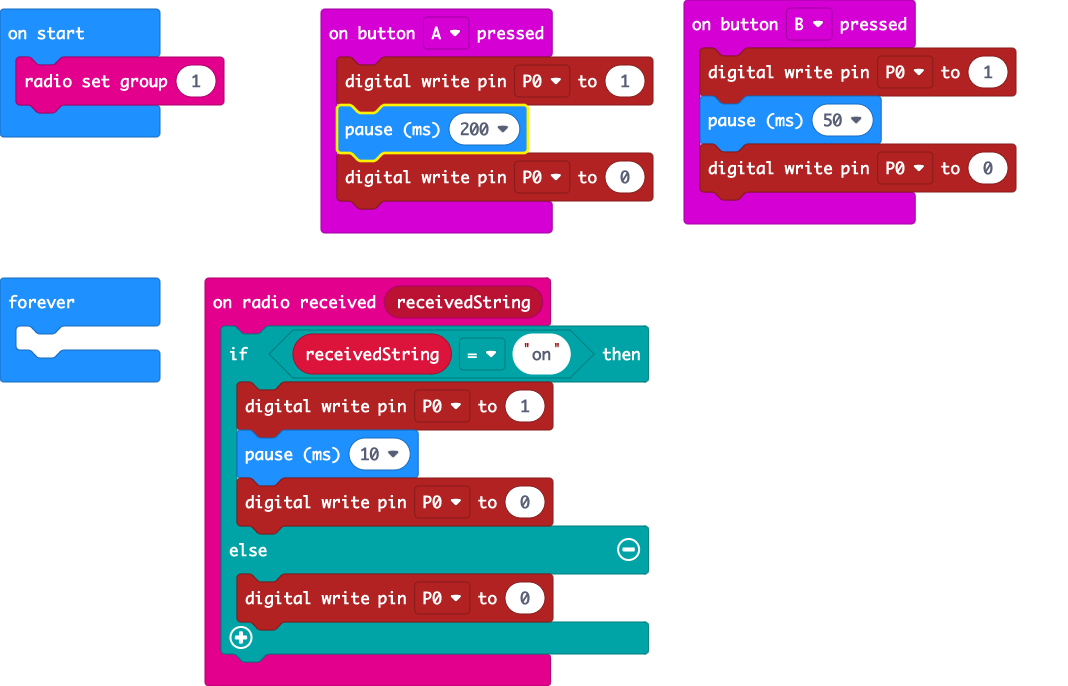 on start
radio set group 1
on button A pressed
digital write pin P0 to 1
pause (ms) 200
digital write pin P0 to 0
on button B pressed
digital write pin P0 to 1
pause (ms) 50
digital write pin P0 to 0
forever
on radio received receivedString
if receivedString = "on" then
digital write pin P0 to 1
pause (ms) 10
digital write pin P0 to 0
else
digital write pin P0 to 0